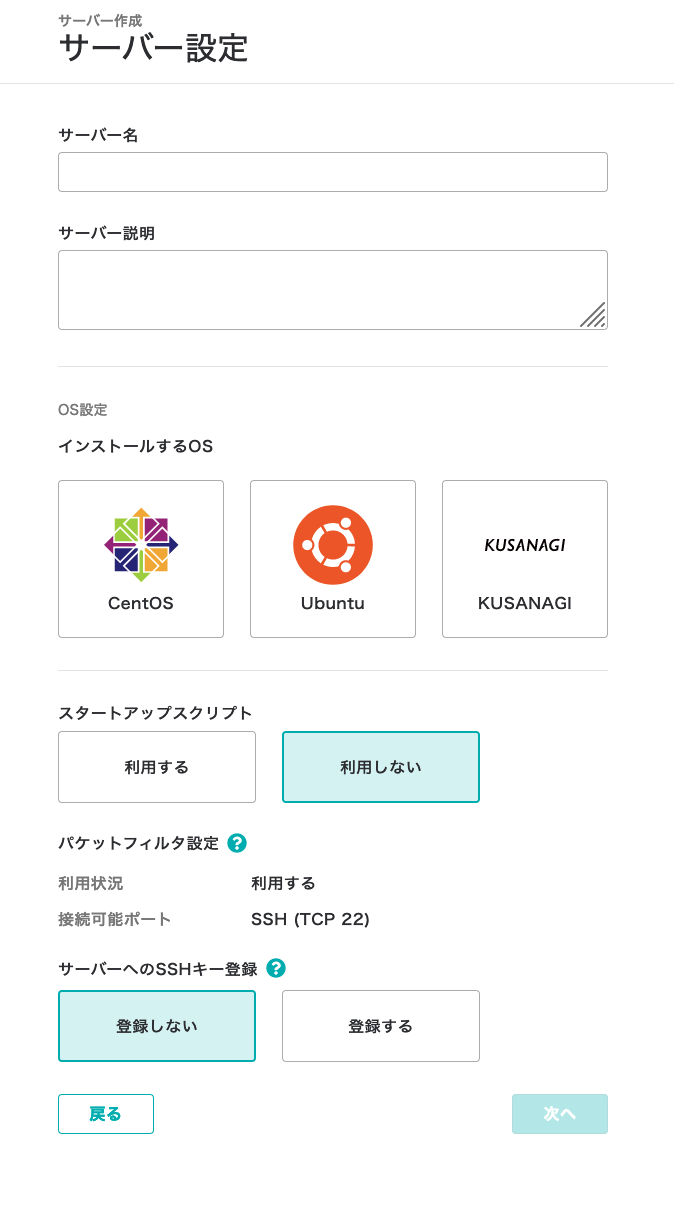 サーバー作成
サーバー設定
サーバー名
サーバー説明
OS設定
インストールするOS
KUSANAGI
CentOS Ubuntu KUSANAGI
スタートアップスクリプト
利用する 利用しない
パケットフィルタ設定 ?
利用状況 利用する
接続可能ポート SSH (TCP 22)
サーバーへのSSHキー登録 ?
登録しない 登録する
戻る 次へ